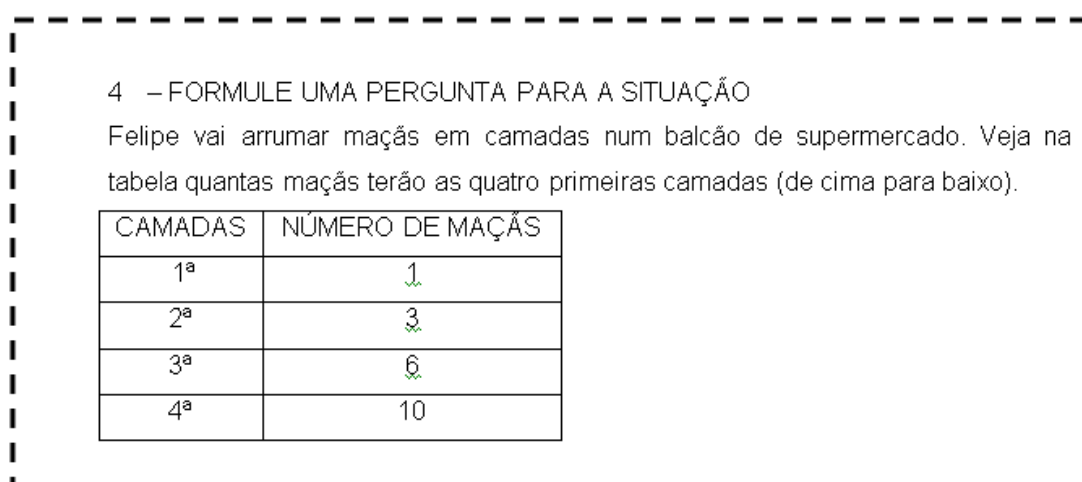 4 – FORMULE UMA PERGUNTA PARA A SITUAÇÃO
Felipe vai arrumar maçãs em camadas num balcão de supermercado. Veja na
tabela quantas maçãs terão as quatro primeiras camadas (de cima para baixo).
CAMADAS NÚMERO DE MAÇÃS
1ª 1
2ª 3
3ª 6
4ª 10